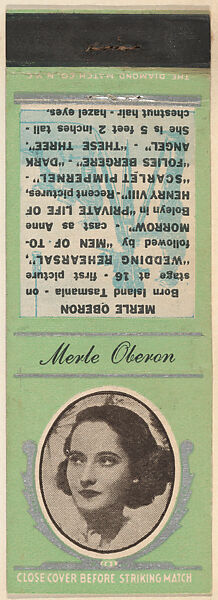 THE DIAMOND MATCH CO., N.Y.C.
MERLE OBERON
Born Island Tasmania - on
stage at 16 - first picture
"WEDDING REHEARSAL",
followed by "MEN OF TO-
MORROW" - cast as Anne
Boleyn in "PRIVATE LIFE OF
HENRY VIII". Recent pictures,
"SCARLET PIMPERNEL" -
"FOLIES BERGERE" - "DARK
ANGEL" - "THESE THREE".
She is 5 feet 2 inches tall -
chestnut hair - hazel eyes.
Merle Oberon
CLOSE COVER BEFORE STRIKING MATCH